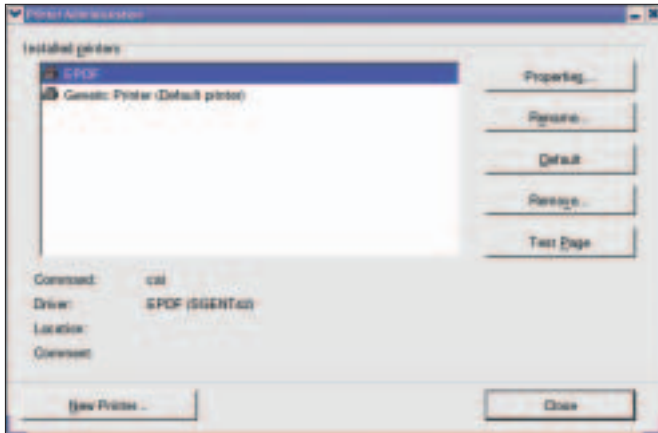 Printer Administration
Installed printers
EPDF
Generic Printer (Default printer)
Properties...
Rename...
Default
Remove...
Test Page
Command:
Driver: EPDF (SGENT42)
Location:
Comment:
New Printer...
Close